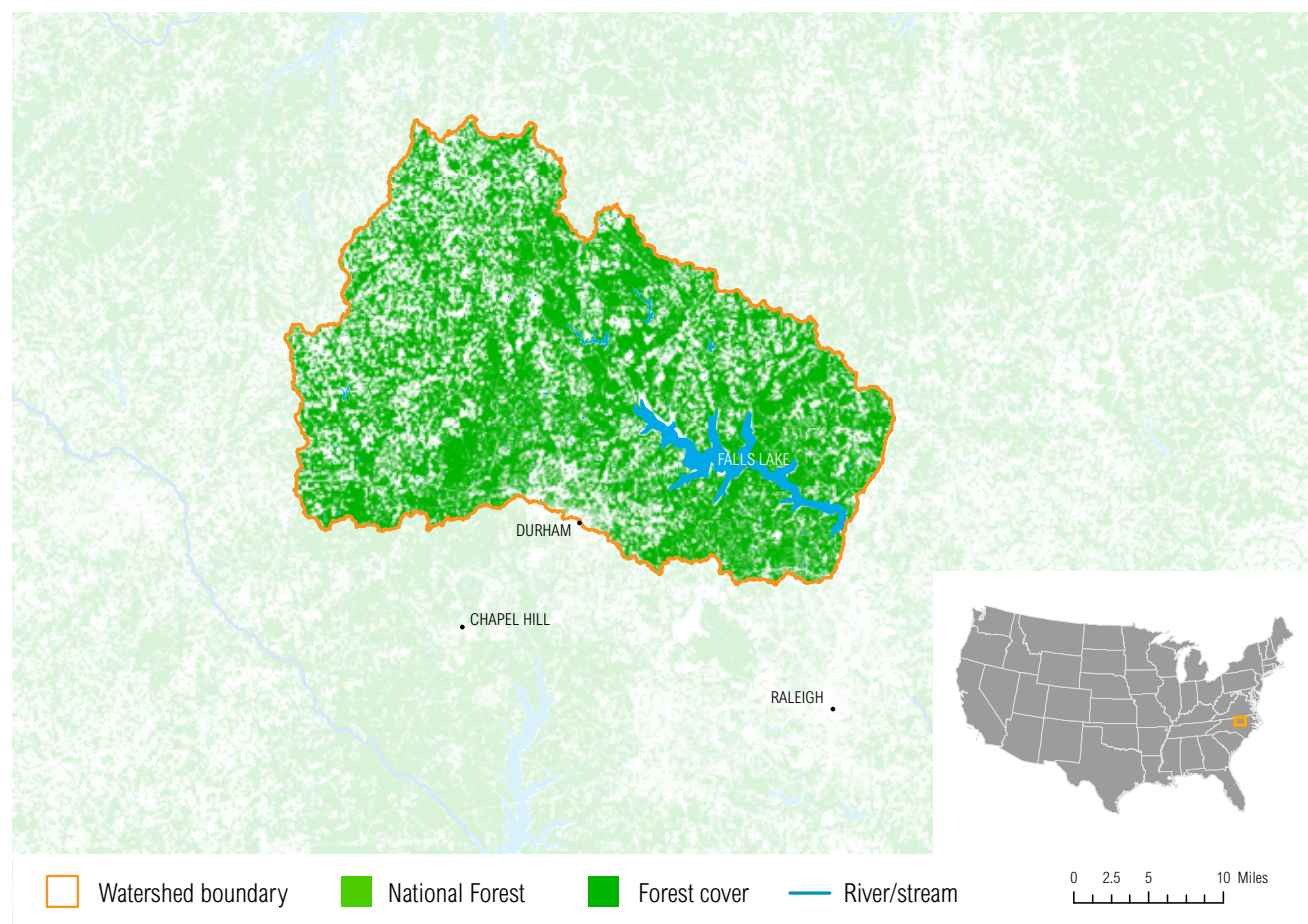 FALLS LAKE
DURHAM
CHAPEL HILL
RALEIGH
Watershed boundary
National Forest
Forest cover
River/stream
0 2.5 5 10 Miles